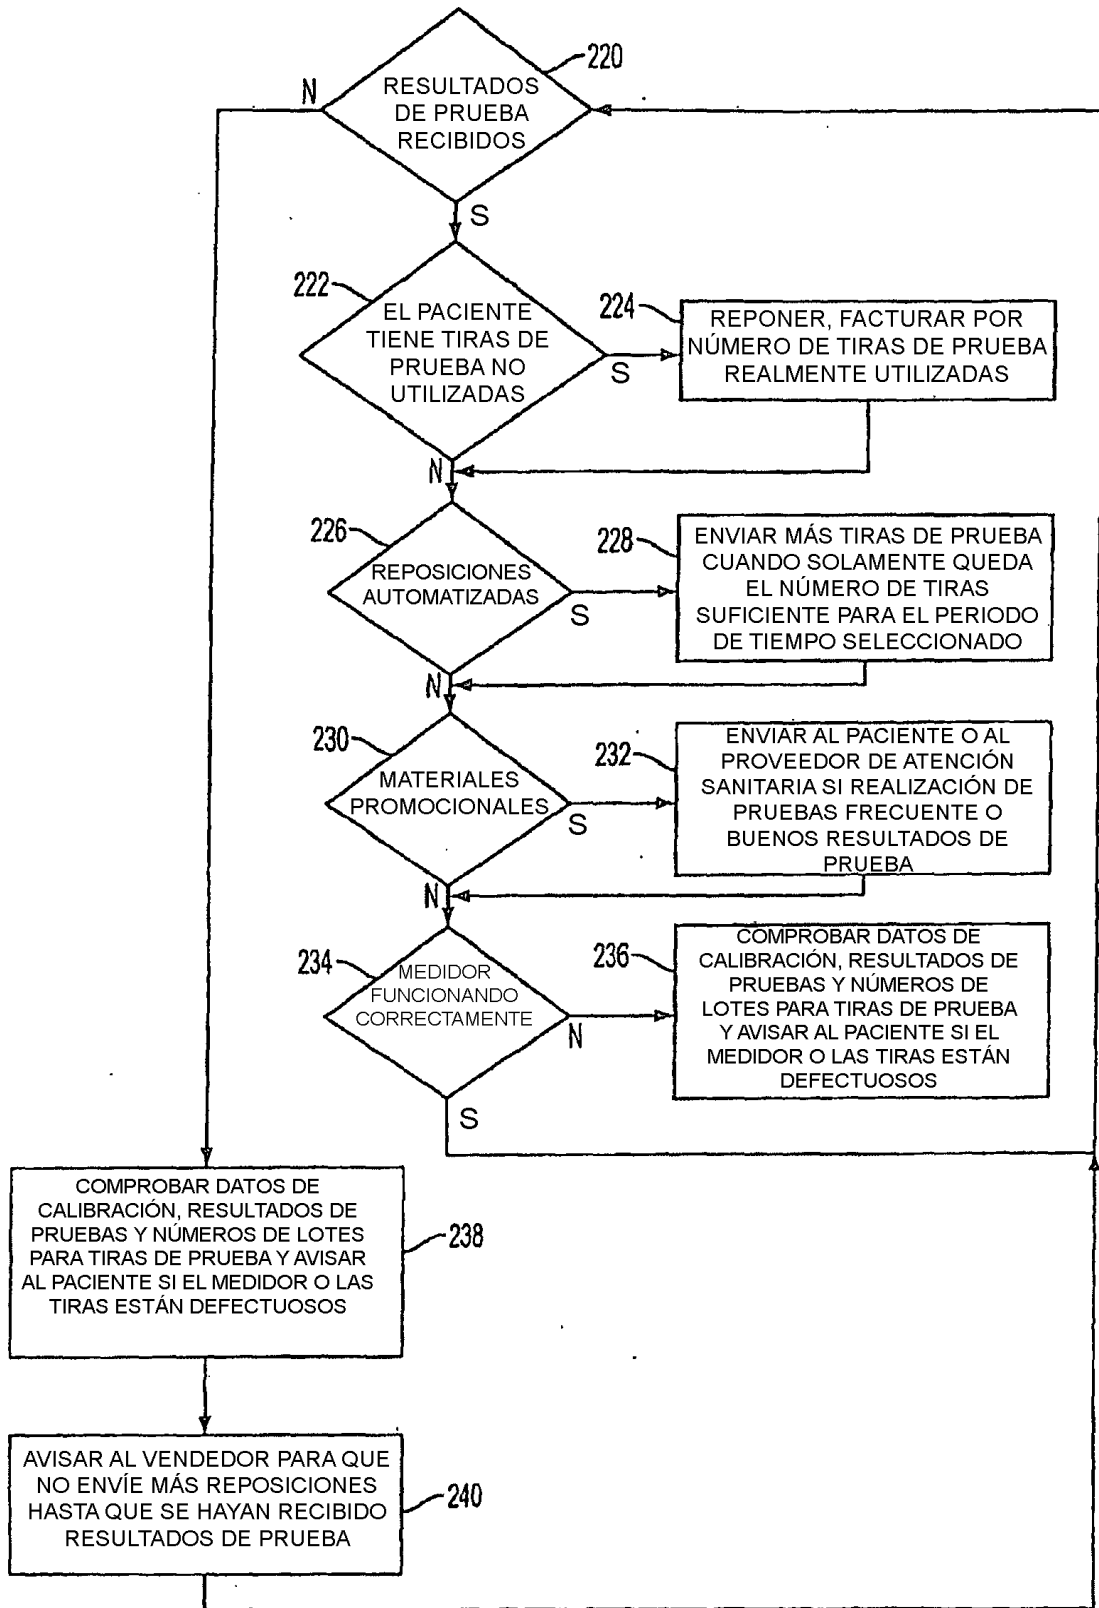 220
N
RESULTADOS
DE PRUEBA
RECIBIDOS
S
222
EL PACIENTE
TIENE TIRAS DE
PRUEBA NO
UTILIZADAS
S
N
224
REPONER, FACTURAR POR
NÚMERO DE TIRAS DE PRUEBA
REALMENTE UTILIZADAS
226
REPOSICIONES
AUTOMATIZADAS
S
N
228
ENVIAR MÁS TIRAS DE PRUEBA
CUANDO SOLAMENTE QUEDA
EL NÚMERO DE TIRAS
SUFICIENTE PARA EL PERIODO
DE TIEMPO SELECCIONADO
230
MATERIALES
PROMOCIONALES
S
N
232
ENVIAR AL PACIENTE O AL
PROVEEDOR DE ATENCIÓN
SANITARIA SI REALIZACIÓN DE
PRUEBAS FRECUENTE O
BUENOS RESULTADOS DE
PRUEBA
234
MEDIDOR
FUNCIONANDO
CORRECTAMENTE
N
S
236
COMPROBAR DATOS DE
CALIBRACIÓN, RESULTADOS DE
PRUEBAS Y NÚMEROS DE
LOTES PARA TIRAS DE PRUEBA
Y AVISAR AL PACIENTE SI EL
MEDIDOR O LAS TIRAS ESTÁN
DEFECTUOSOS
COMPROBAR DATOS DE
CALIBRACIÓN, RESULTADOS DE
PRUEBAS Y NÚMEROS DE LOTES
PARA TIRAS DE PRUEBA Y AVISAR
AL PACIENTE SI EL MEDIDOR O LAS
TIRAS ESTÁN DEFECTUOSOS
238
AVISAR AL VENDEDOR PARA QUE
NO ENVÍE MÁS REPOSICIONES
HASTA QUE SE HAYAN RECIBIDO
RESULTADOS DE PRUEBA
240